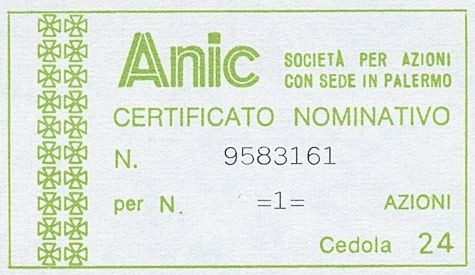 Anic SOCIETÀ PER AZIONI
CON SEDE IN PALERMO
CERTIFICATO NOMINATIVO
N. 9583161
per N. =1= AZIONI
Cedola 24